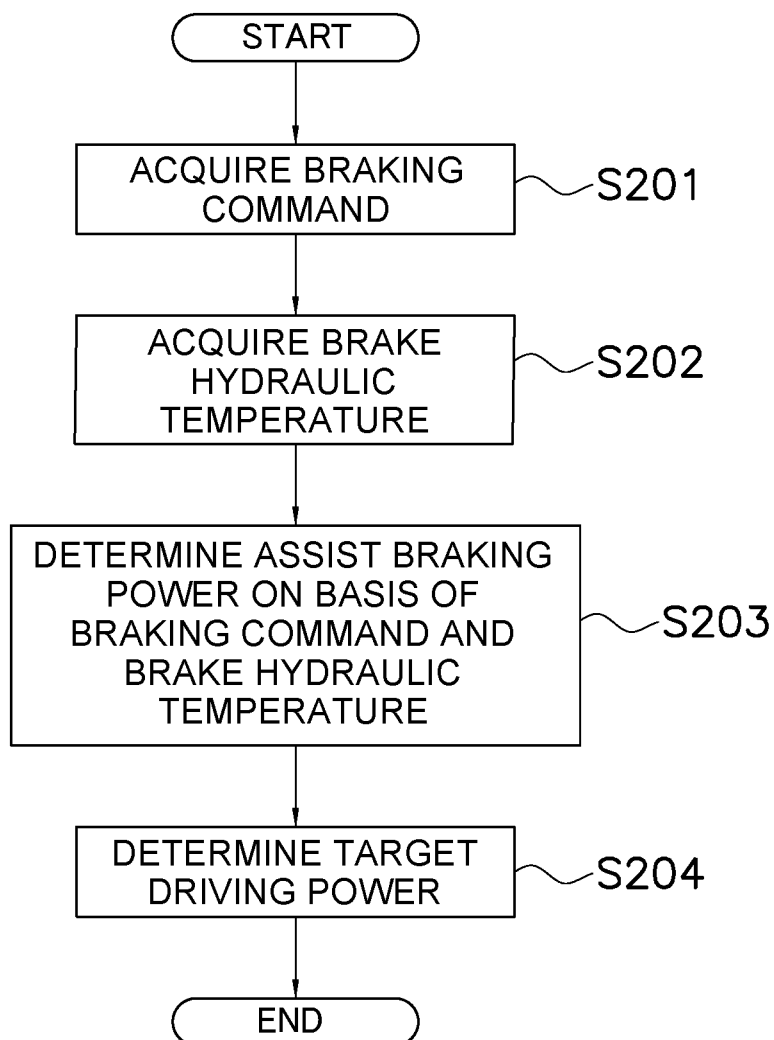 START
ACQUIRE BRAKING
COMMAND
S201
ACQUIRE BRAKE
HYDRAULIC
TEMPERATURE
S202
DETERMINE ASSIST BRAKING
POWER ON BASIS OF
BRAKING COMMAND AND
BRAKE HYDRAULIC
TEMPERATURE
S203
DETERMINE TARGET
DRIVING POWER
S204
END